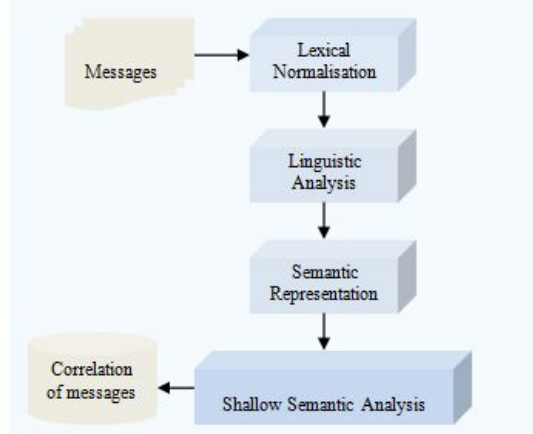 Messages
Lexical
Normalisation
Linguistic
Analysis
Semantic
Representation
Correlation
of messages
Shallow Semantic Analysis